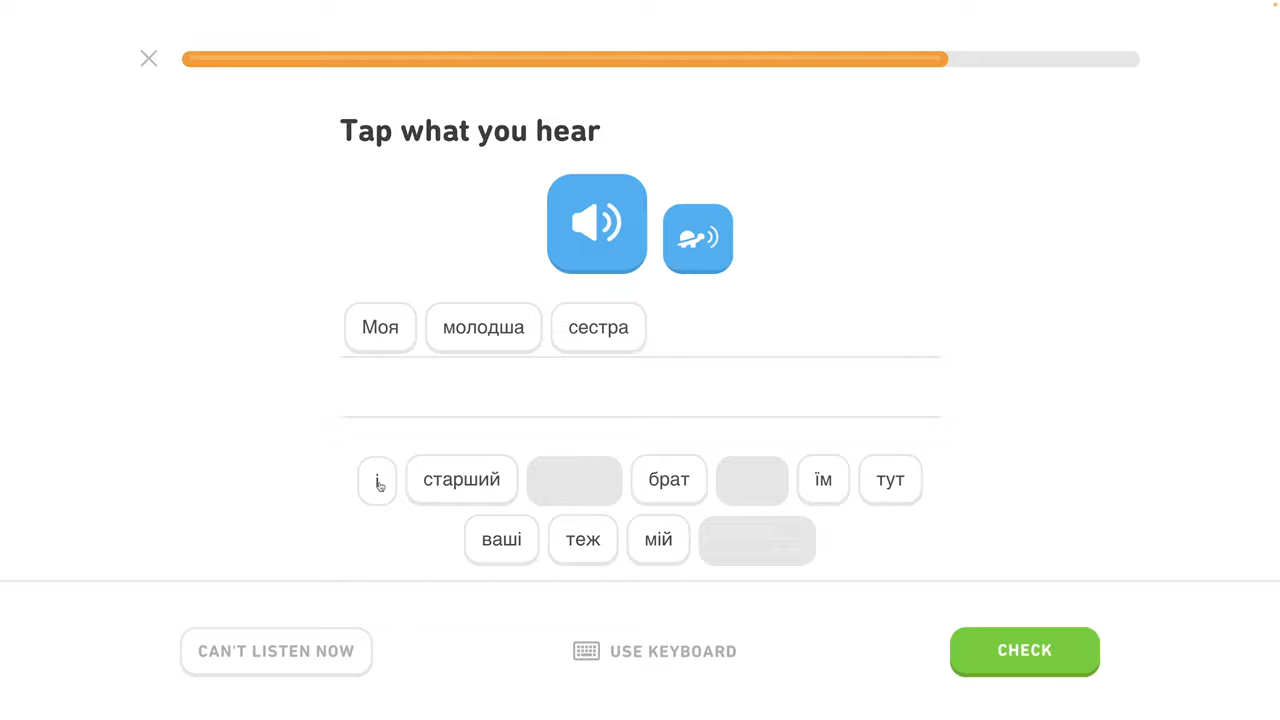 Tap what you hear
Моя молодша сестра
і старший брат їм тут
ваші теж мій
CAN'T LISTEN NOW USE KEYBOARD CHECK